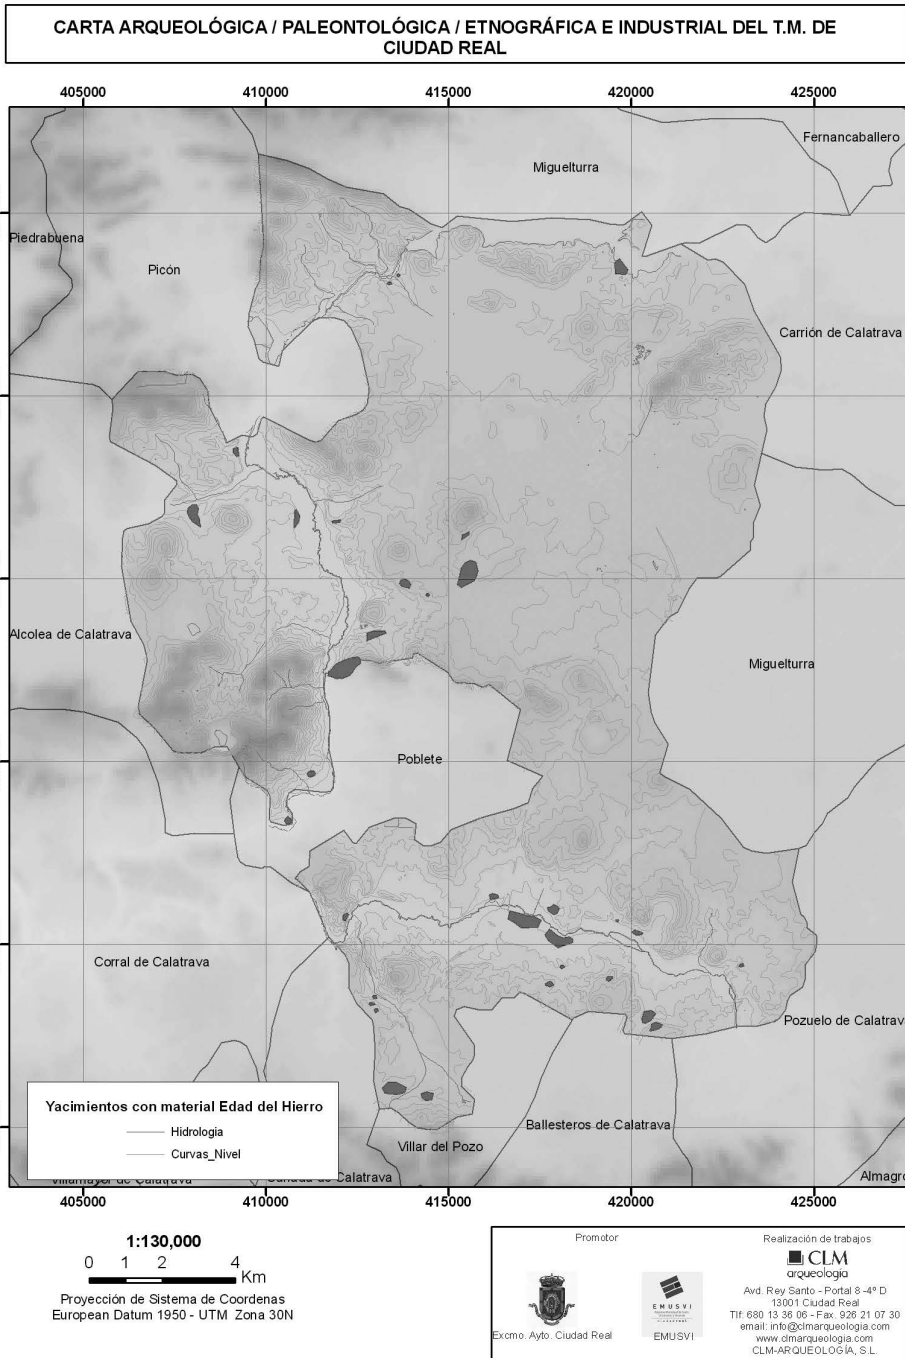 CARTA ARQUEOLÓGICA / PALEONTOLÓGICA / ETNOGRÁFICA E INDUSTRIAL DEL T.M. DE
CIUDAD REAL
405000 410000 415000 420000 425000
Fernancaballero
Miguelturra
Piedrabuena
Picón
Carrión de Calatrava
Alcolea de Calatrava
Miguelturra
Poblete
Corral de Calatrava
Pozuelo de Calatrava
Yacimientos con material Edad del Hierro
Hidrologia
Curvas_Nivel
Ballesteros de Calatrava
Villar del Pozo
Villamayor de Calatrava
de Calatrava
Almagro
405000 410000 415000 420000 425000
1:130,000
0 1 2 4
Km
Proyección de Sistema de Coordenas
European Datum 1950 - UTM Zona 30N
Promotor
Excmo. Ayto. Ciudad Real
EMUSVI
EMUSVI
Realización de trabajos
CLM
arqueología
Avd. Rey Santo - Portal 8 -4º D
13001 Ciudad Real
Tlf: 680 13 36 06 - Fax. 926 21 07 30
email: info@clmarqueologia.com
www.clmarqueologia.com
CLM-ARQUEOLOGÍA, S.L.